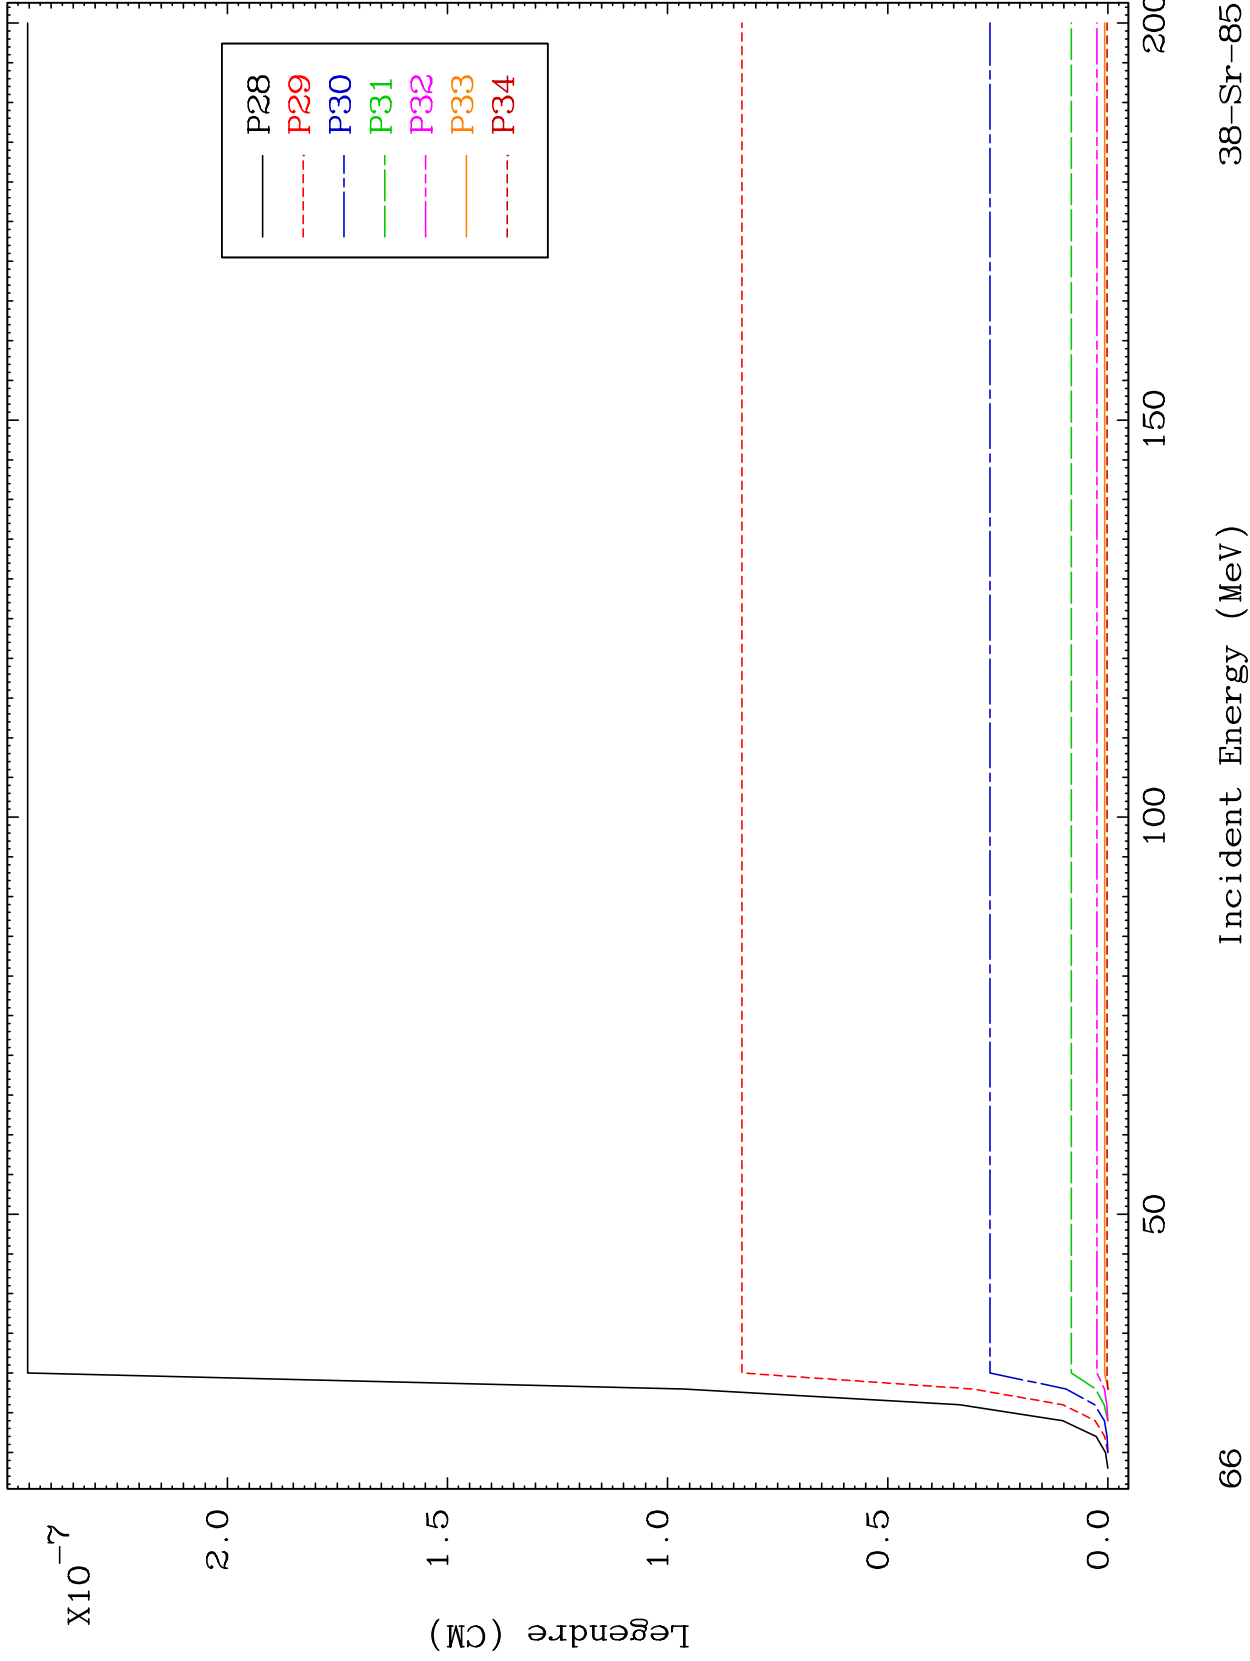 X10-7
2.0
1.5
1.0
0.5
0.0
Legendre (CM)
P28
P29
P30
P31
P32
P33
P34
50
100
150
200
Incident Energy (MeV)
66
38-Sr-85